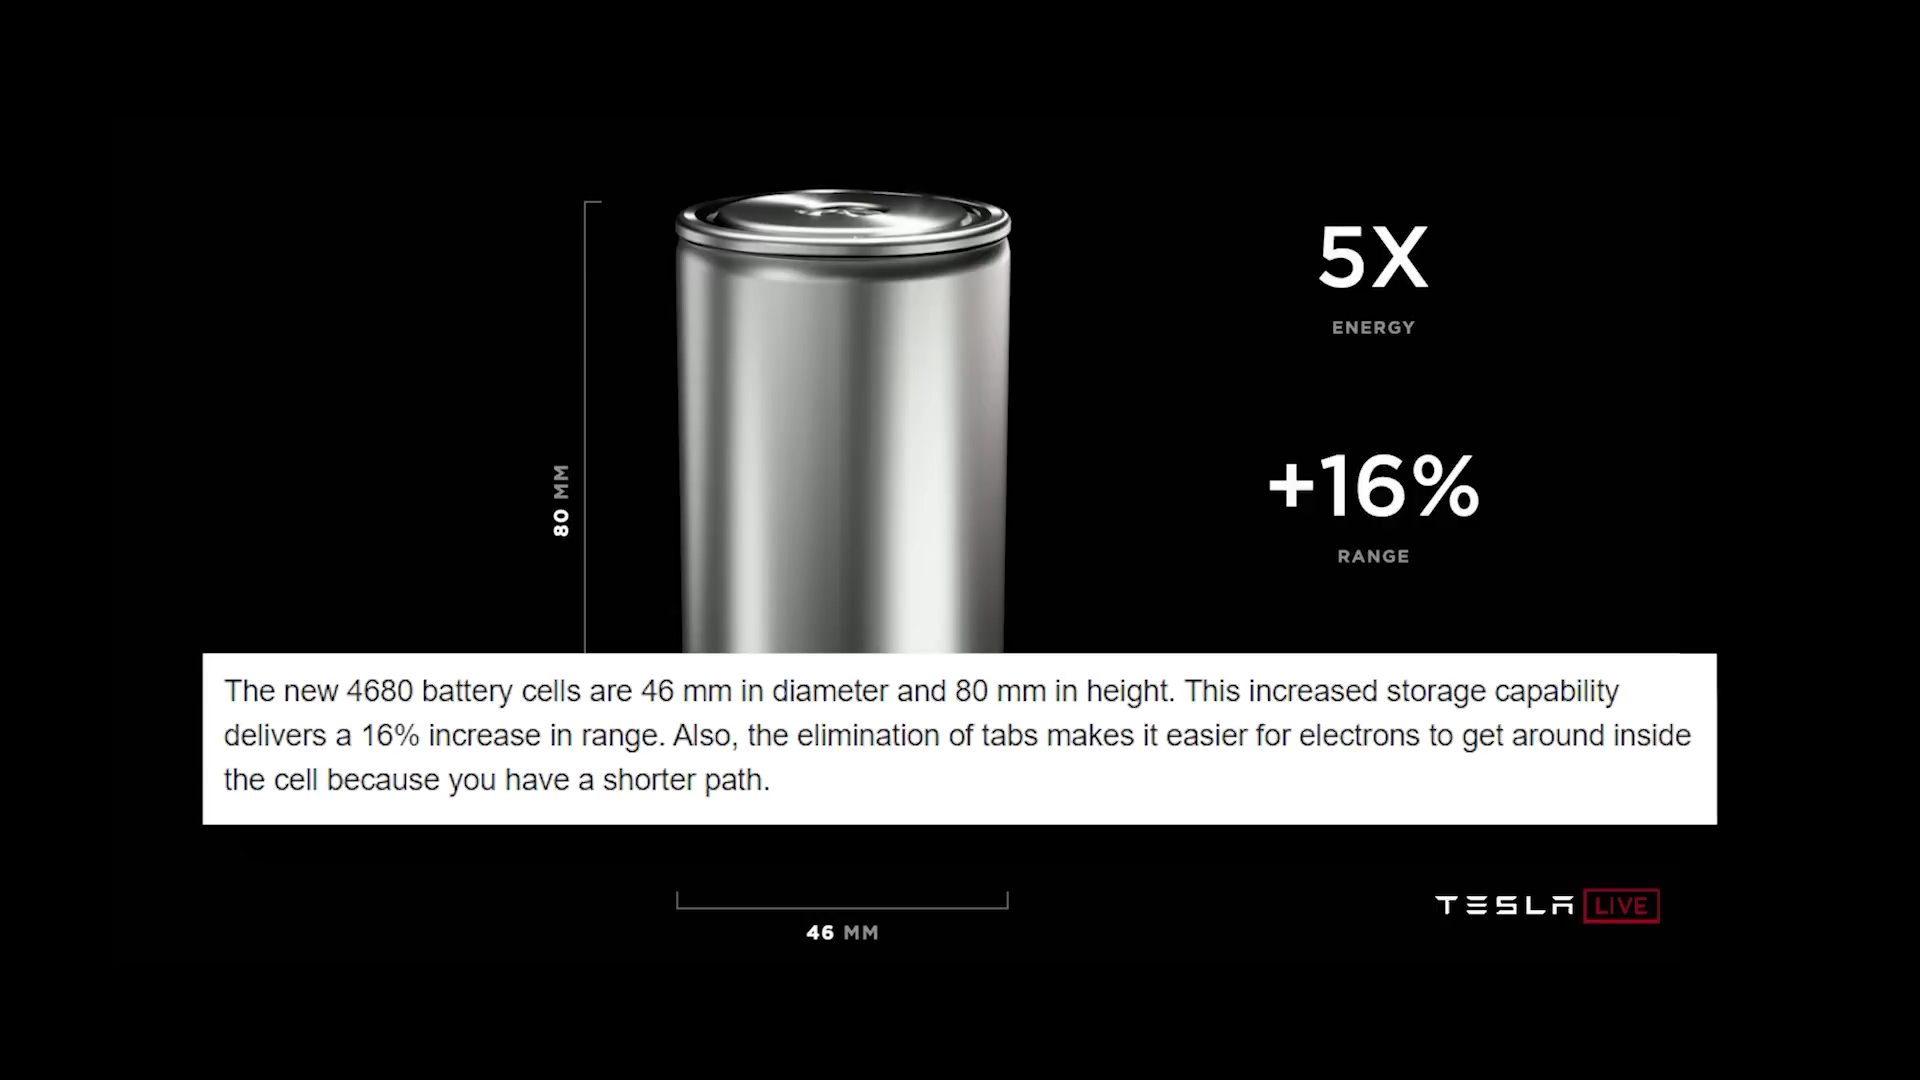 5X
ENERGY
80 MM
+16%
RANGE
The new 4680 battery cells are 46 mm in diameter and 80 mm in height. This increased storage capability
delivers a 16% increase in range. Also, the elimination of tabs makes it easier for electrons to get around inside
the cell because you have a shorter path.
TESLA LIVE
46 MM